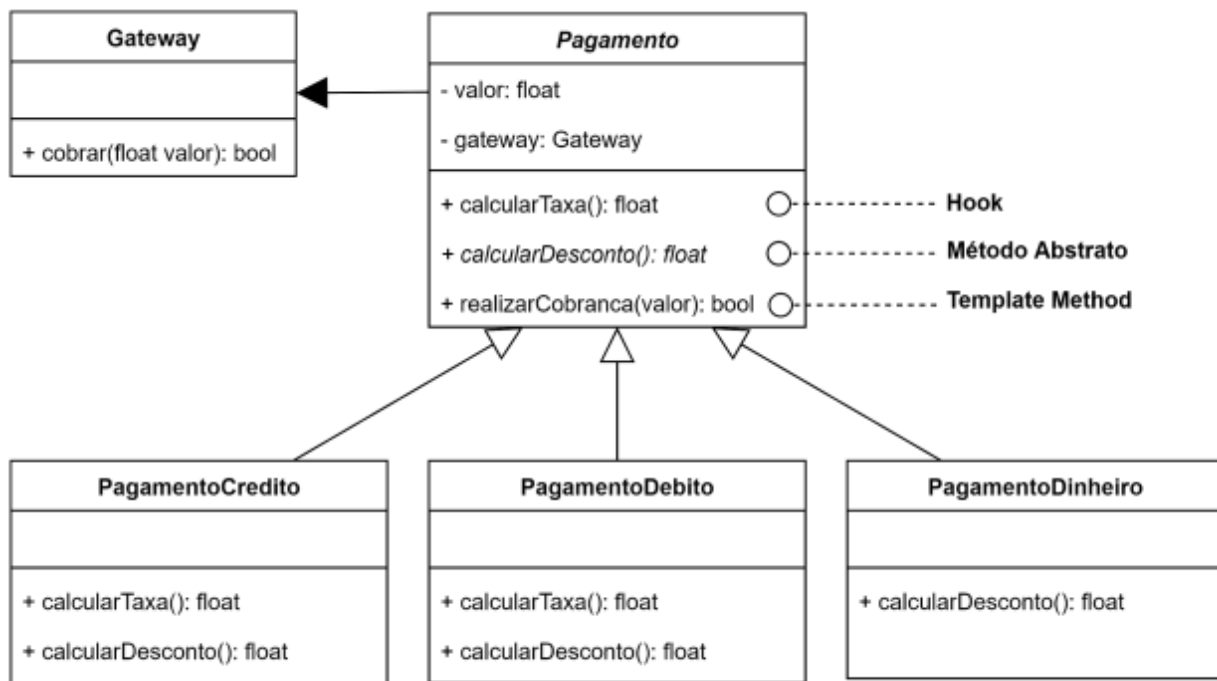 Gateway
+ cobrar(float valor): bool
Pagamento
- valor: float
- gateway: Gateway
+ calcularTaxa(): float
Hook
+ calcularDesconto(): float
Método Abstrato
+ realizarCobranca(valor): bool
Template Method
PagamentoCredito
+ calcularTaxa(): float
+ calcularDesconto(): float
PagamentoDebito
+ calcularTaxa(): float
+ calcularDesconto(): float
PagamentoDinheiro
+ calcularDesconto(): float